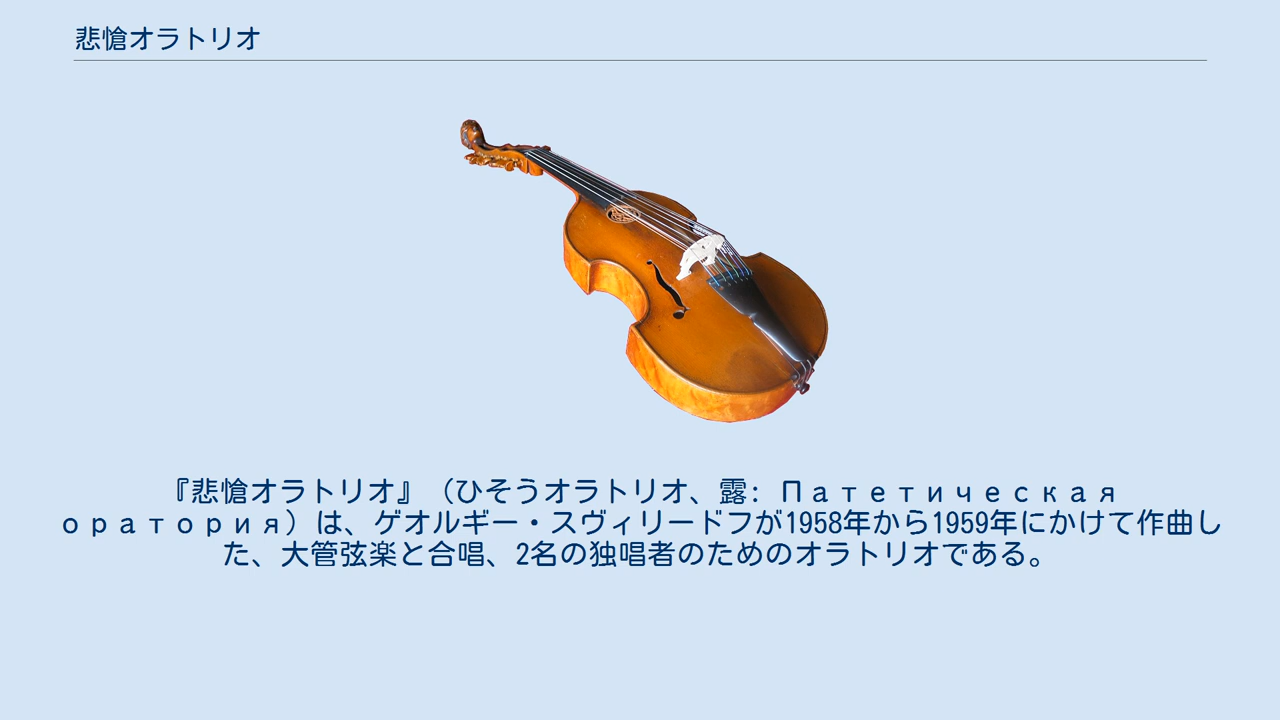 悲愴オラトリオ
『悲愴オラトリオ』（ひそうオラトリオ、露: Патетическая
оратория）は、ゲオルギー・スヴィリードフが1958年から1959年にかけて作曲し
た、大管弦楽と合唱、2名の独唱者のためのオラトリオである。